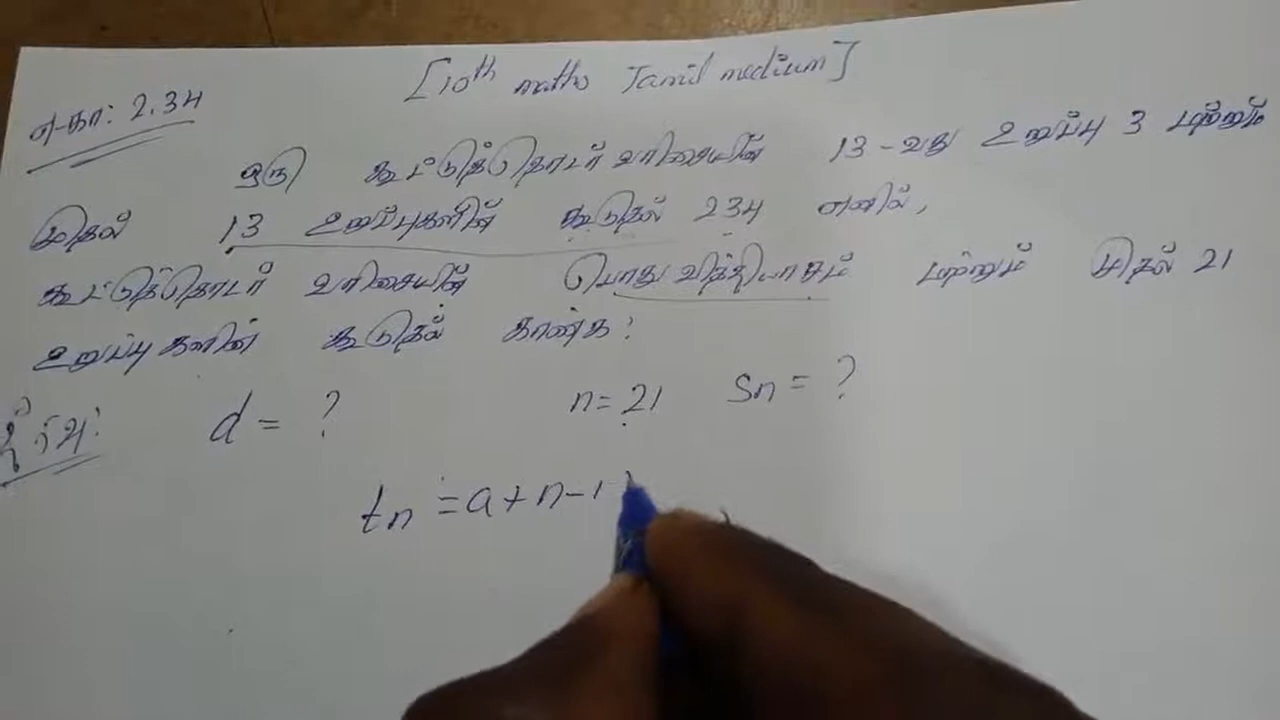 [10th maths Tamil medium]
எ.கா: 2.34
ஒரு கூட்டுத்தொடர் வரிசையின் 13-வது உறுப்பு 3 மற்றும்
முதல் 13 உறுப்புகளின் கூடுதல் 234 எனில்,
கூட்டுத்தொடர் வரிசையின் பொது வித்தியாசம் மற்றும் முதல் 21
உறுப்புகளின் கூடுதல் காண்க:
தீர்வு:
d = ? n = 21 Sn = ?
tn = a + n - 1